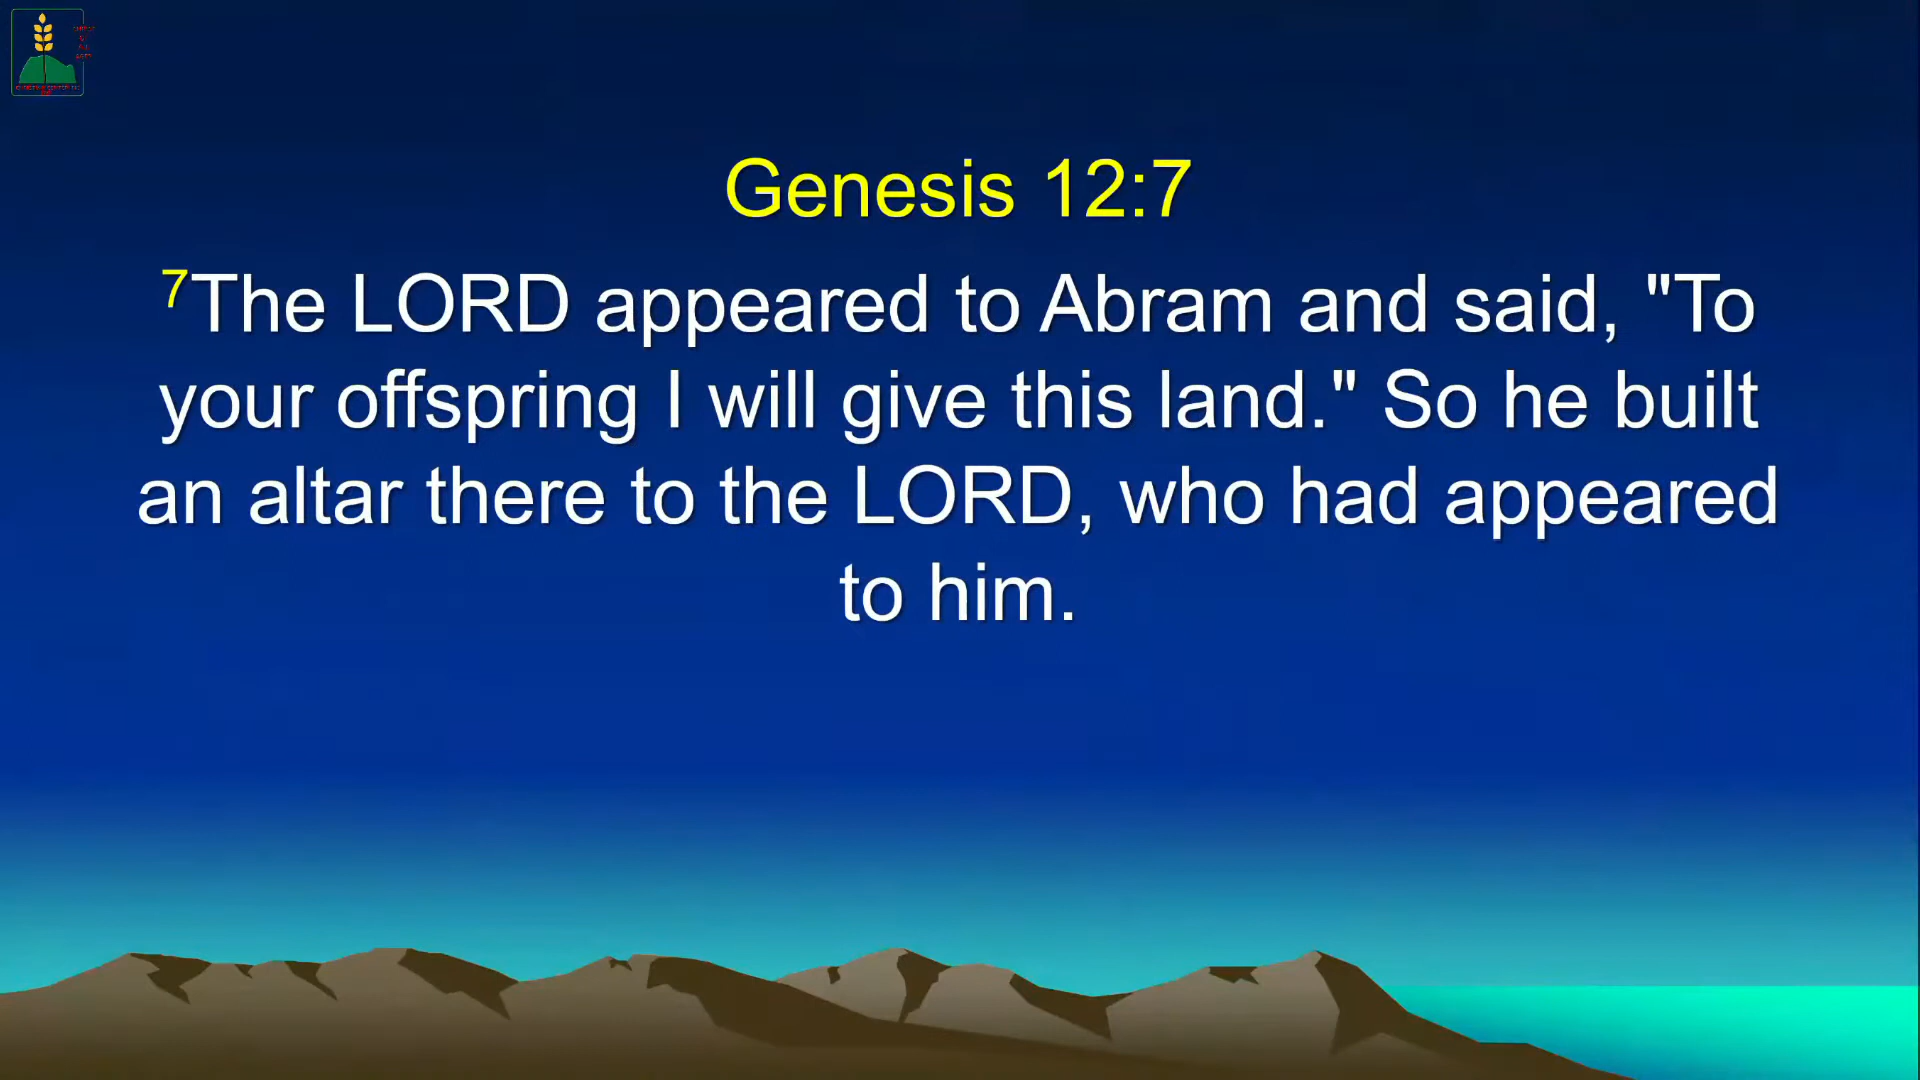 Genesis 12:7
7The LORD appeared to Abram and said, "To
your offspring I will give this land." So he built
an altar there to the LORD, who had appeared
to him.